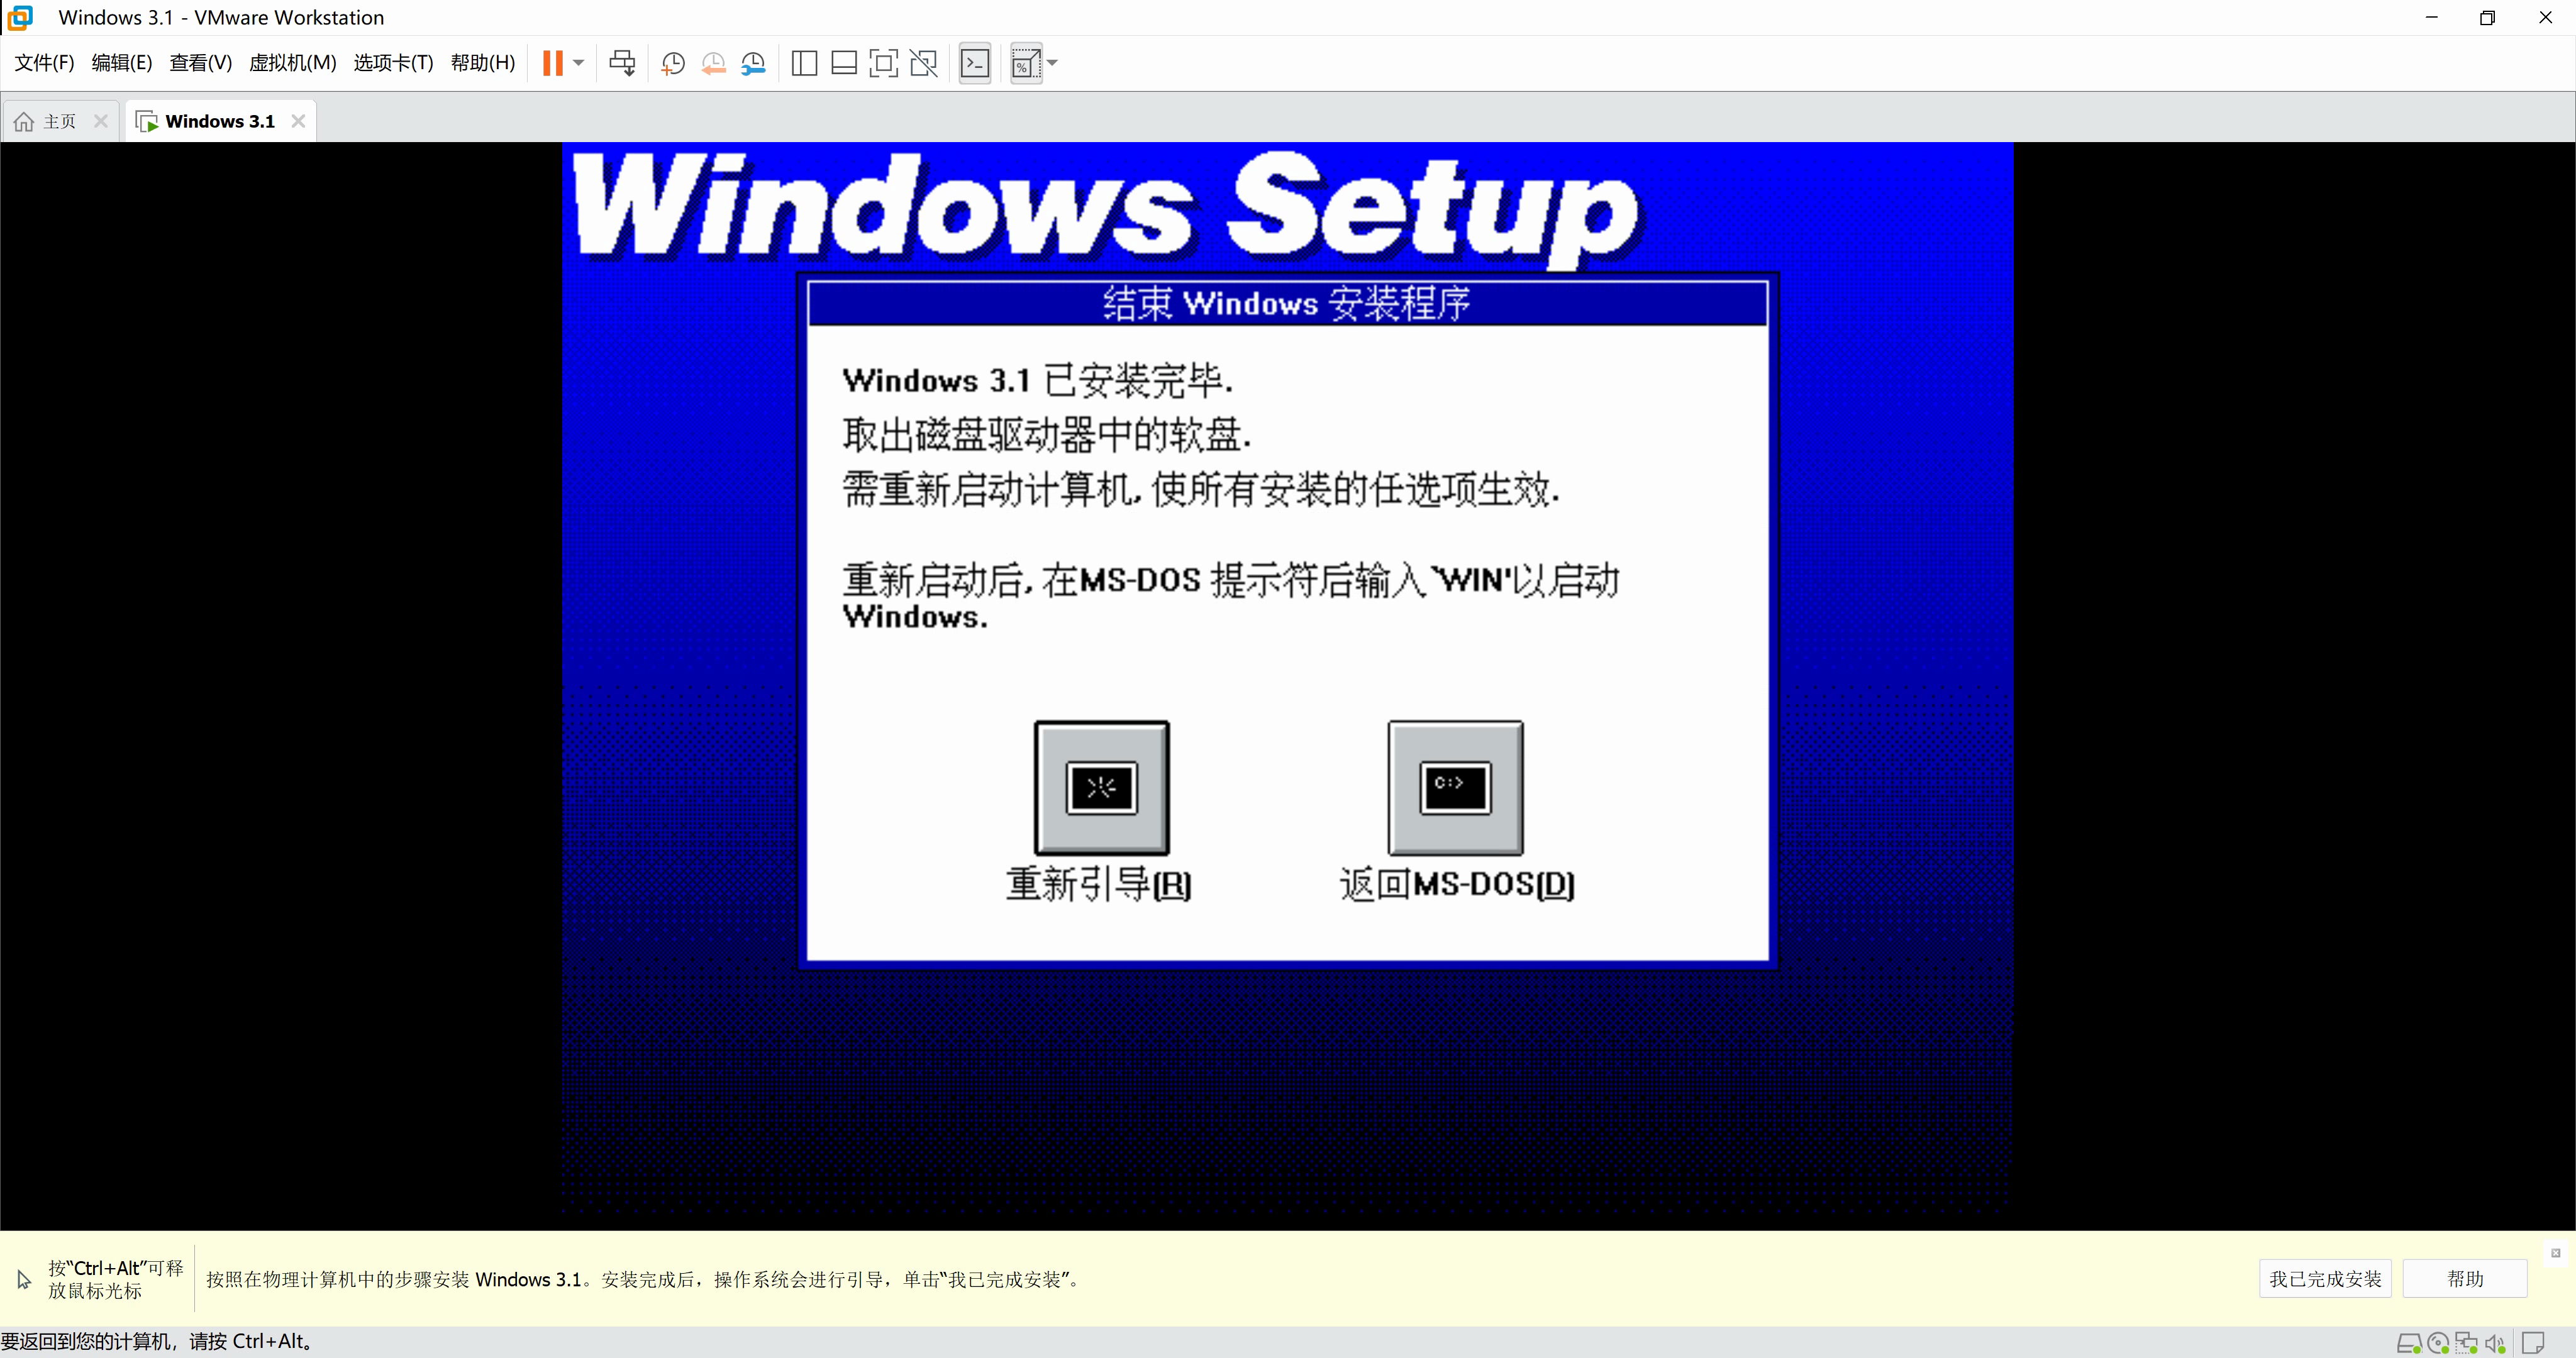 Windows 3.1 - VMware Workstation
文件(F) 编辑(E) 查看(V) 虚拟机(M) 选项卡(T) 帮助(H)
主页 Windows 3.1
Windows Setup
结束 Windows 安装程序
Windows 3.1 已安装完毕.
取出磁盘驱动器中的软盘.
需重新启动计算机, 使所有安装的任选项生效.
重新启动后, 在MS-DOS 提示符后输入`WIN'以启动
Windows.
C:>
重新引导(R) 返回MS-DOS(D)
按“Ctrl+Alt”可释
放鼠标光标
按照在物理计算机中的步骤安装 Windows 3.1。安装完成后，操作系统会进行引导，单击“我已完成安装”。
我已完成安装 帮助
要返回到您的计算机，请按 Ctrl+Alt。